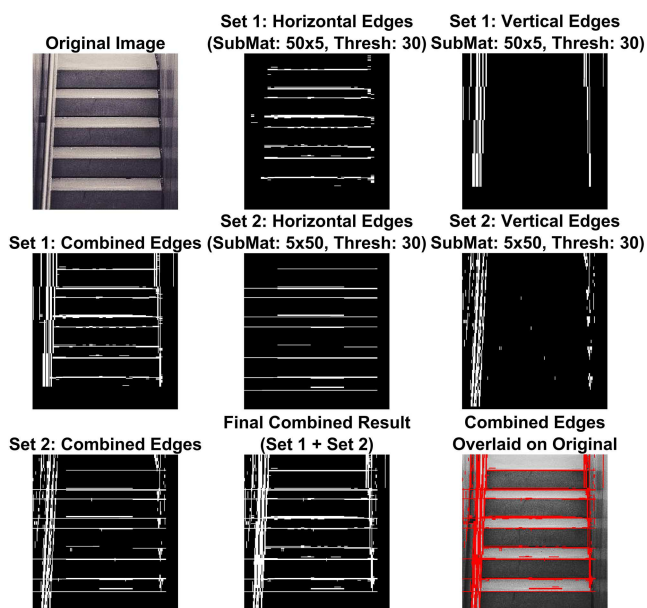 Original Image
Set 1: Horizontal Edges
(SubMat: 50x5, Thresh: 30)
Set 1: Vertical Edges
SubMat: 50x5, Thresh: 30)
Set 1: Combined Edges
Set 2: Horizontal Edges
(SubMat: 5x50, Thresh: 30)
Set 2: Vertical Edges
SubMat: 5x50, Thresh: 30)
Set 2: Combined Edges
Final Combined Result
(Set 1 + Set 2)
Combined Edges
Overlaid on Original